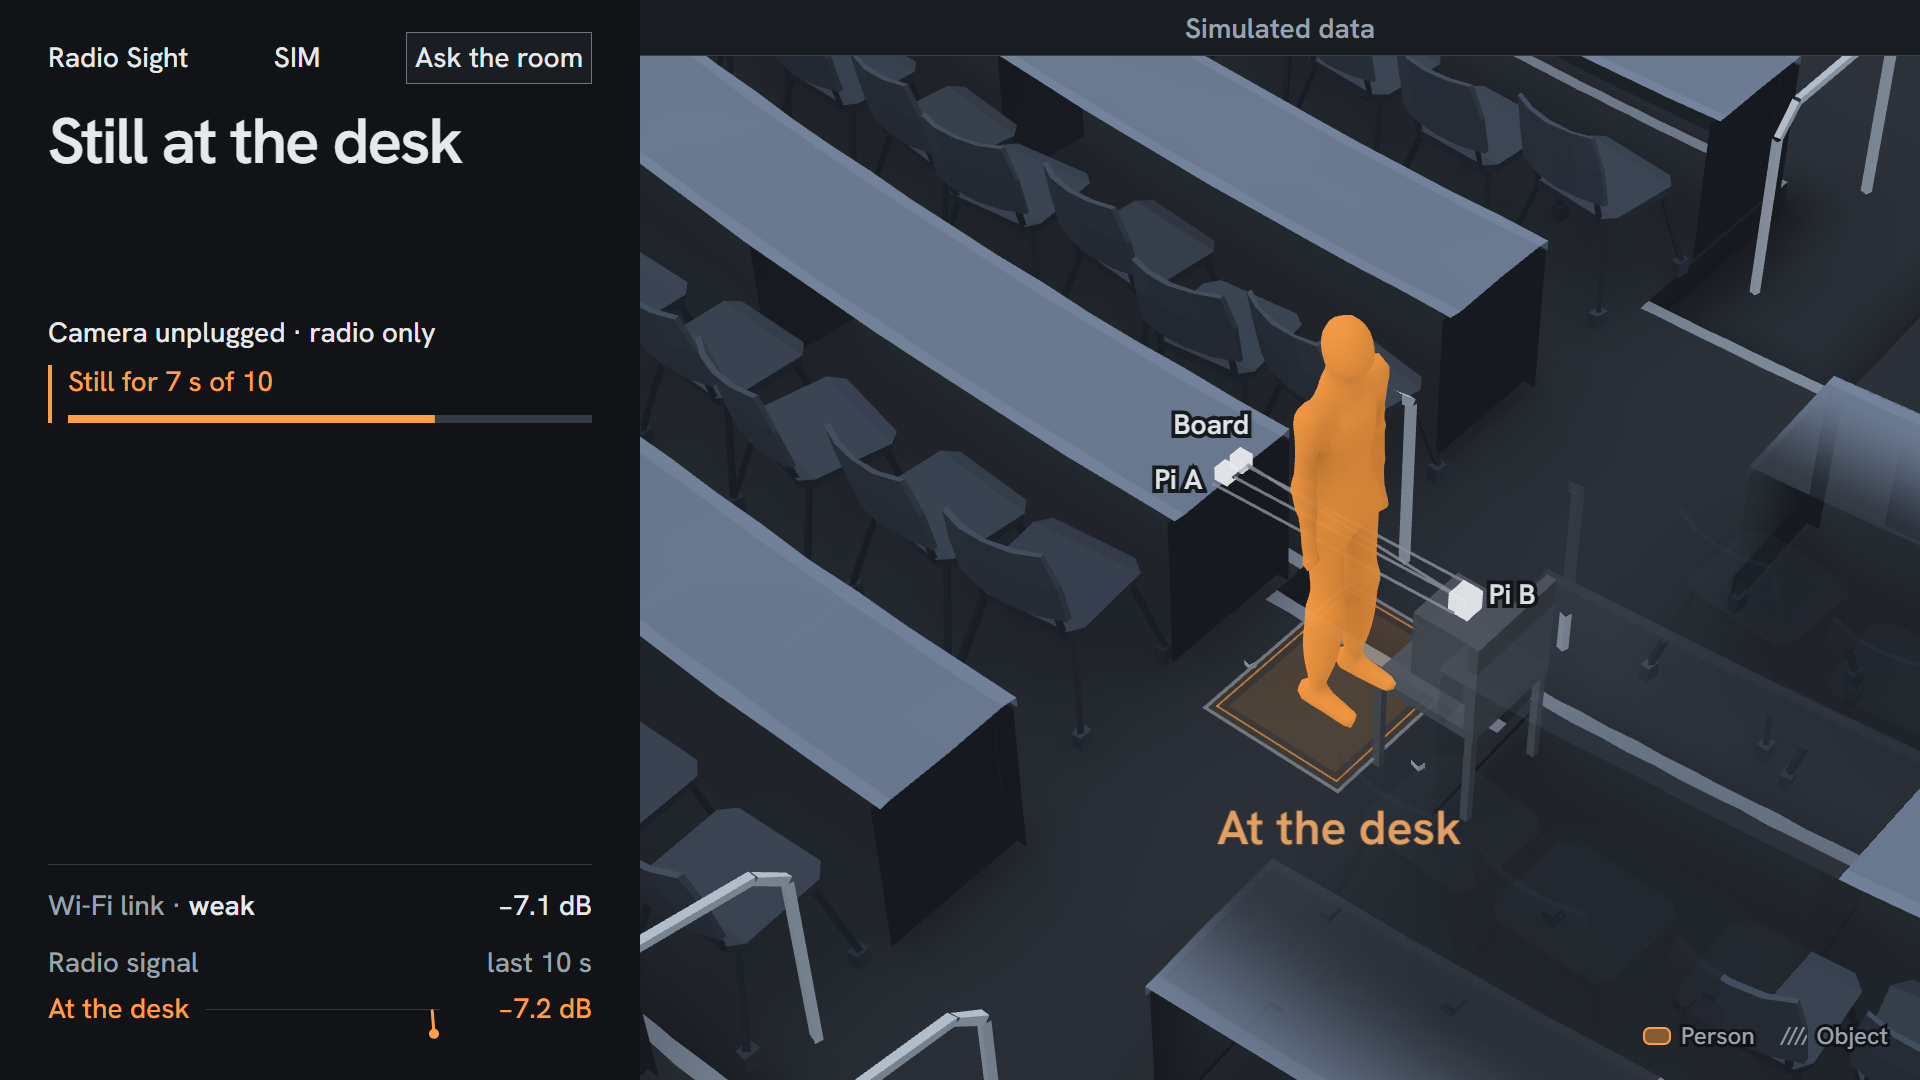 Radio Sight
SIM
Ask the room
Still at the desk
Camera unplugged · radio only
Still for 7 s of 10
Wi-Fi link · weak
−7.1 dB
Radio signal
last 10 s
At the desk
−7.2 dB
Simulated data
Board
Pi A
Pi B
At the desk
Person
Object